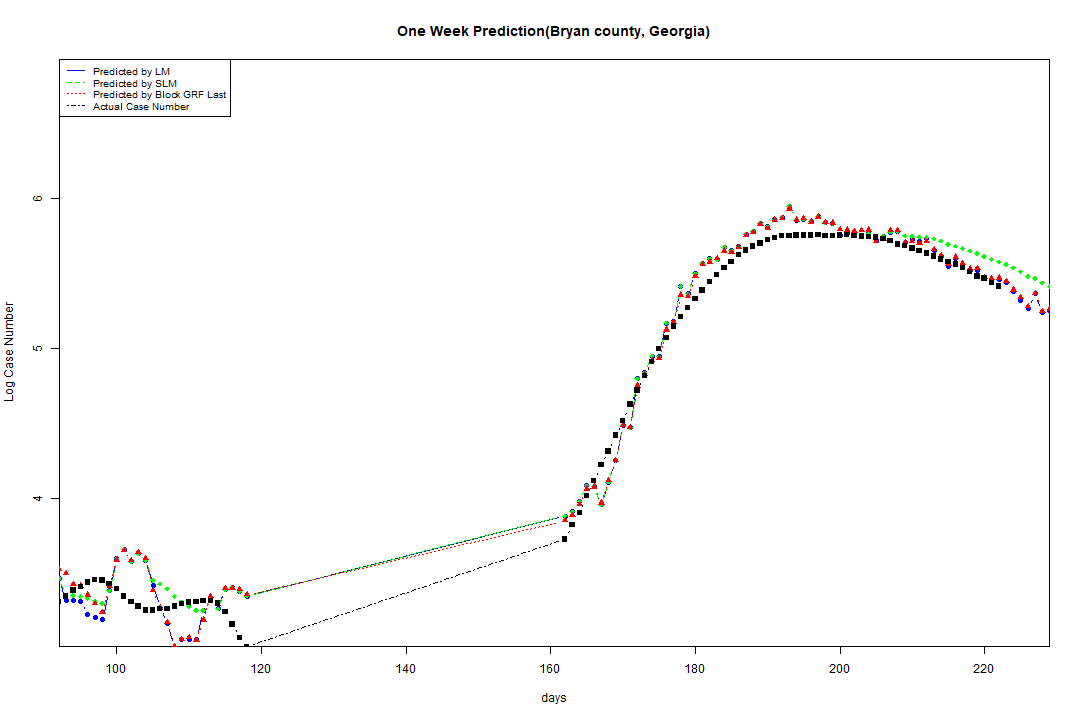 One Week Prediction(Bryan county, Georgia)
Predicted by LM
Predicted by SLM
Predicted by Block GRF Last
Actual Case Number
6
5
4
Log Case Number
100 120 140 160 180 200 220
days